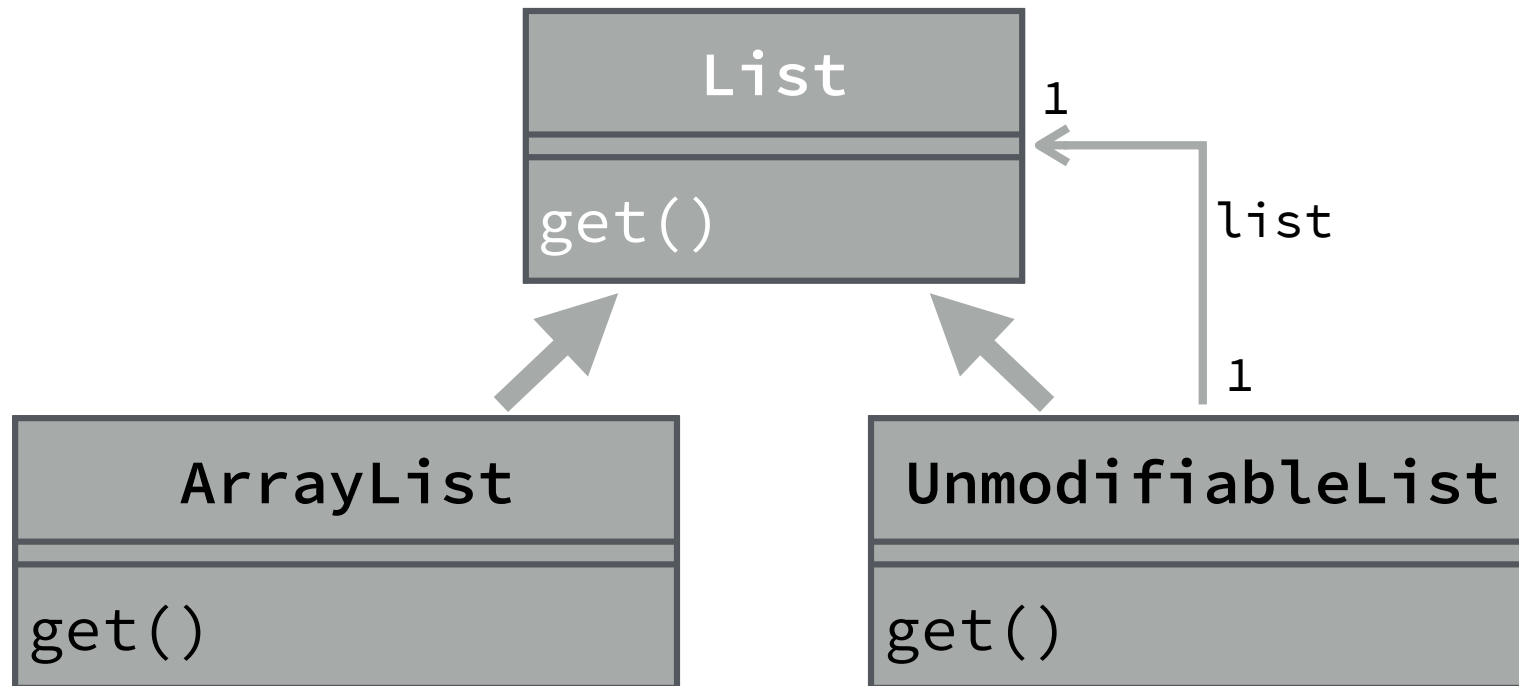 List
1
get()
list
1
ArrayList
UnmodifiableList
get()
get()